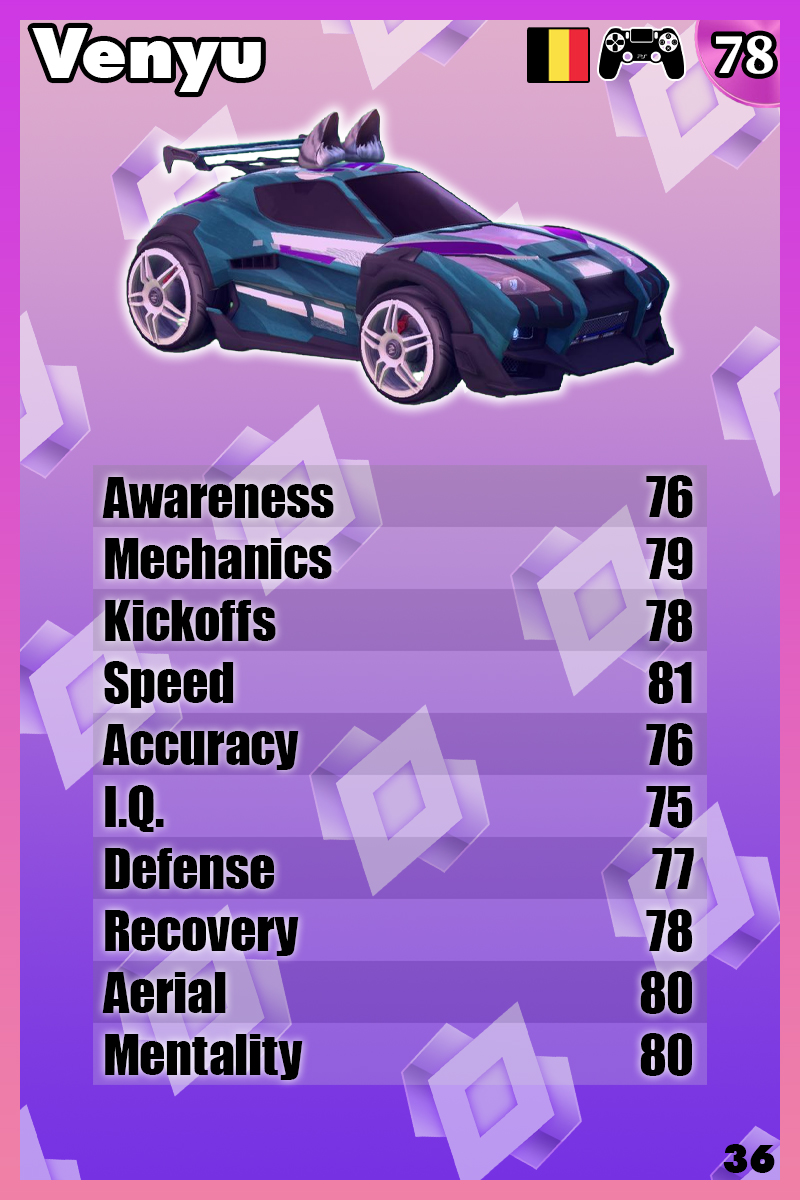 Venyu 78
Awareness 76
Mechanics 79
Kickoffs 78
Speed 81
Accuracy 76
I.Q. 75
Defense 77
Recovery 78
Aerial 80
Mentality 80
36